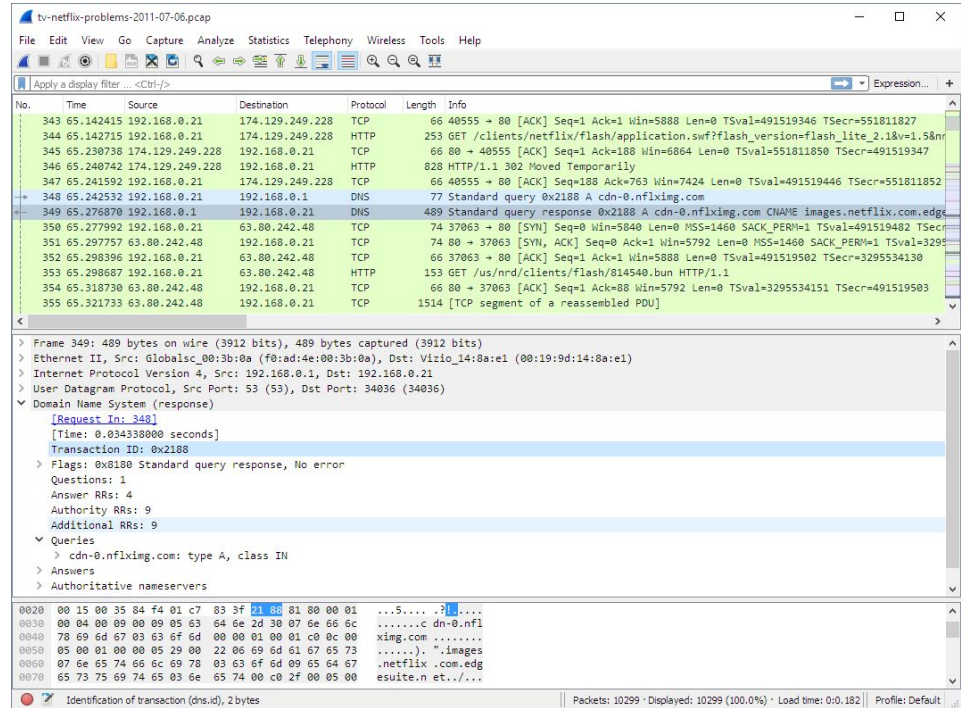 tv-netflix-problems-2011-07-06.pcap
File Edit View Go Capture Analyze Statistics Telephony Wireless Tools Help
Apply a display filter ... <Ctrl-/> Expression... +
No. Time Source Destination Protocol Length Info
343 65.142415 192.168.0.21 174.129.249.228 TCP 66 40555 → 80 [ACK] Seq=1 Ack=1 Win=5888 Len=0 TSval=491519346 TSecr=551811827
344 65.142715 192.168.0.21 174.129.249.228 HTTP 253 GET /clients/netflix/flash/application.swf?flash_version=flash_lite_2.1&v=1.5&nr
345 65.230738 174.129.249.228 192.168.0.21 TCP 66 80 → 40555 [ACK] Seq=1 Ack=188 Win=6864 Len=0 TSval=551811850 TSecr=491519347
346 65.240742 174.129.249.228 192.168.0.21 HTTP 828 HTTP/1.1 302 Moved Temporarily
347 65.241592 192.168.0.21 174.129.249.228 TCP 66 40555 → 80 [ACK] Seq=188 Ack=763 Win=7424 Len=0 TSval=491519446 TSecr=551811852
348 65.242532 192.168.0.21 192.168.0.1 DNS 77 Standard query 0x2188 A cdn-0.nflximg.com
349 65.276870 192.168.0.1 192.168.0.21 DNS 489 Standard query response 0x2188 A cdn-0.nflximg.com CNAME images.netflix.com.edge
350 65.277992 192.168.0.21 63.80.242.48 TCP 74 37063 → 80 [SYN] Seq=0 Win=5840 Len=0 MSS=1460 SACK_PERM=1 TSval=491519482 TSecr
351 65.297757 63.80.242.48 192.168.0.21 TCP 74 80 → 37063 [SYN, ACK] Seq=0 Ack=1 Win=5792 Len=0 MSS=1460 SACK_PERM=1 TSval=3295
352 65.298396 192.168.0.21 63.80.242.48 TCP 66 37063 → 80 [ACK] Seq=1 Ack=1 Win=5888 Len=0 TSval=491519502 TSecr=3295534130
353 65.298687 192.168.0.21 63.80.242.48 HTTP 153 GET /us/nrd/clients/flash/814540.bun HTTP/1.1
354 65.318730 63.80.242.48 192.168.0.21 TCP 66 80 → 37063 [ACK] Seq=1 Ack=88 Win=5792 Len=0 TSval=3295534151 TSecr=491519503
355 65.321733 63.80.242.48 192.168.0.21 TCP 1514 [TCP segment of a reassembled PDU]
> Frame 349: 489 bytes on wire (3912 bits), 489 bytes captured (3912 bits)
> Ethernet II, Src: Globalsc_00:3b:0a (f0:ad:4e:00:3b:0a), Dst: Vizio_14:8a:e1 (00:19:9d:14:8a:e1)
> Internet Protocol Version 4, Src: 192.168.0.1, Dst: 192.168.0.21
> User Datagram Protocol, Src Port: 53 (53), Dst Port: 34036 (34036)
Domain Name System (response)
[Request In: 348]
[Time: 0.034338000 seconds]
Transaction ID: 0x2188
> Flags: 0x8180 Standard query response, No error
Questions: 1
Answer RRs: 4
Authority RRs: 9
Additional RRs: 9
Queries
> cdn-0.nflximg.com: type A, class IN
> Answers
> Authoritative nameservers
0020 00 15 00 35 84 f4 01 c7 83 3f 21 88 81 80 00 01 ...5.... .?!.....
0030 00 04 00 09 00 09 05 63 64 6e 2d 30 07 6e 66 6c .......c dn-0.nfl
0040 78 69 6d 67 03 63 6f 6d 00 00 01 00 01 c0 0c 00 ximg.com ........
0050 05 00 01 00 00 05 29 00 22 06 69 6d 61 67 65 73 ......). ".images
0060 07 6e 65 74 66 6c 69 78 03 63 6f 6d 09 65 64 67 .netflix .com.edg
0070 65 73 75 69 74 65 03 6e 65 74 00 c0 2f 00 05 00 esuite.n et../...
Identification of transaction (dns.id), 2 bytes Packets: 10299 · Displayed: 10299 (100.0%) · Load time: 0:0.182 Profile: Default